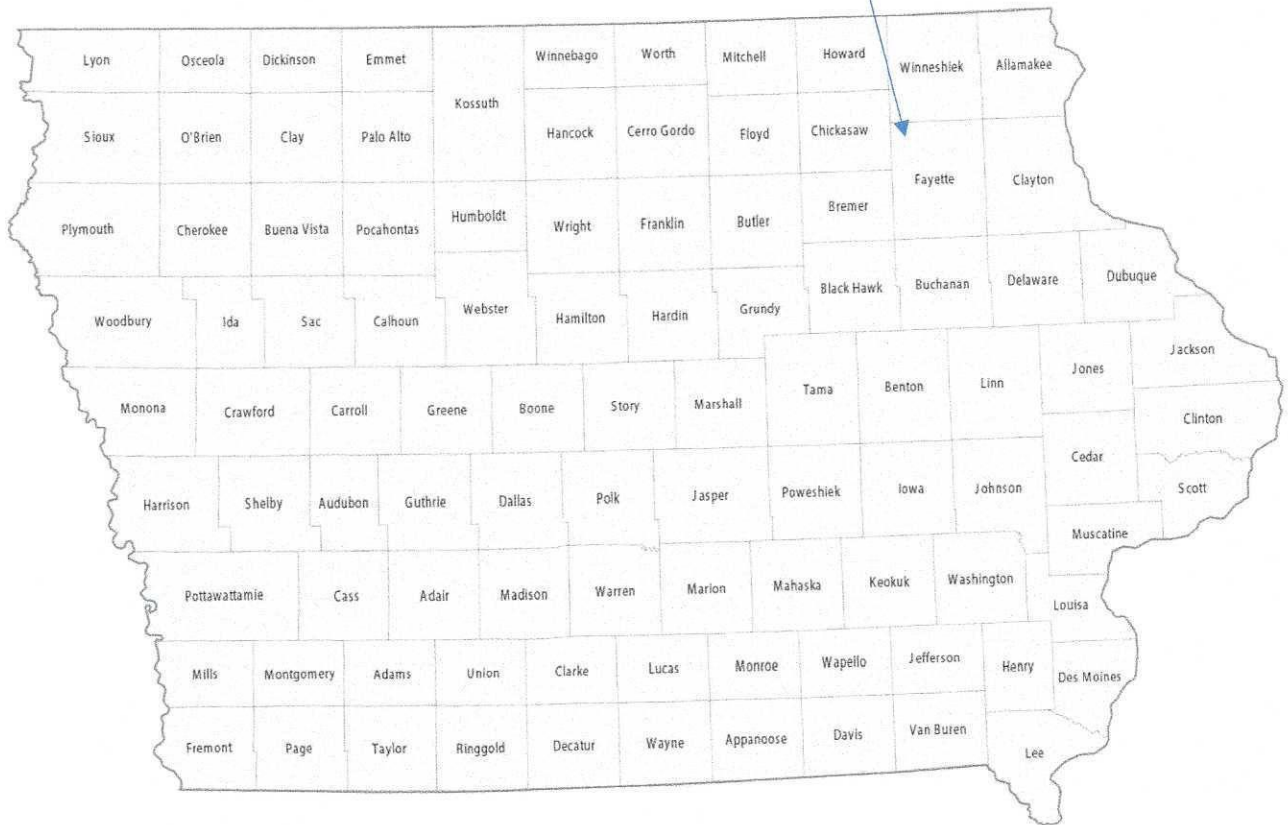 Lyon Osceola Dickinson Emmet Kossuth Winnebago Worth Mitchell Howard Winneshiek Allamakee
Sioux O'Brien Clay Palo Alto Hancock Cerro Gordo Floyd Chickasaw Fayette Clayton
Plymouth Cherokee Buena Vista Pocahontas Humboldt Wright Franklin Butler Bremer
Woodbury Ida Sac Calhoun Webster Hamilton Hardin Grundy Black Hawk Buchanan Delaware Dubuque
Monona Crawford Carroll Greene Boone Story Marshall Tama Benton Linn Jones Jackson
Clinton
Harrison Shelby Audubon Guthrie Dallas Polk Jasper Poweshiek Iowa Johnson Cedar Scott
Muscatine
Pottawattamie Cass Adair Madison Warren Marion Mahaska Keokuk Washington Louisa
Mills Montgomery Adams Union Clarke Lucas Monroe Wapello Jefferson Henry Des Moines
Fremont Page Taylor Ringgold Decatur Wayne Appanoose Davis Van Buren Lee